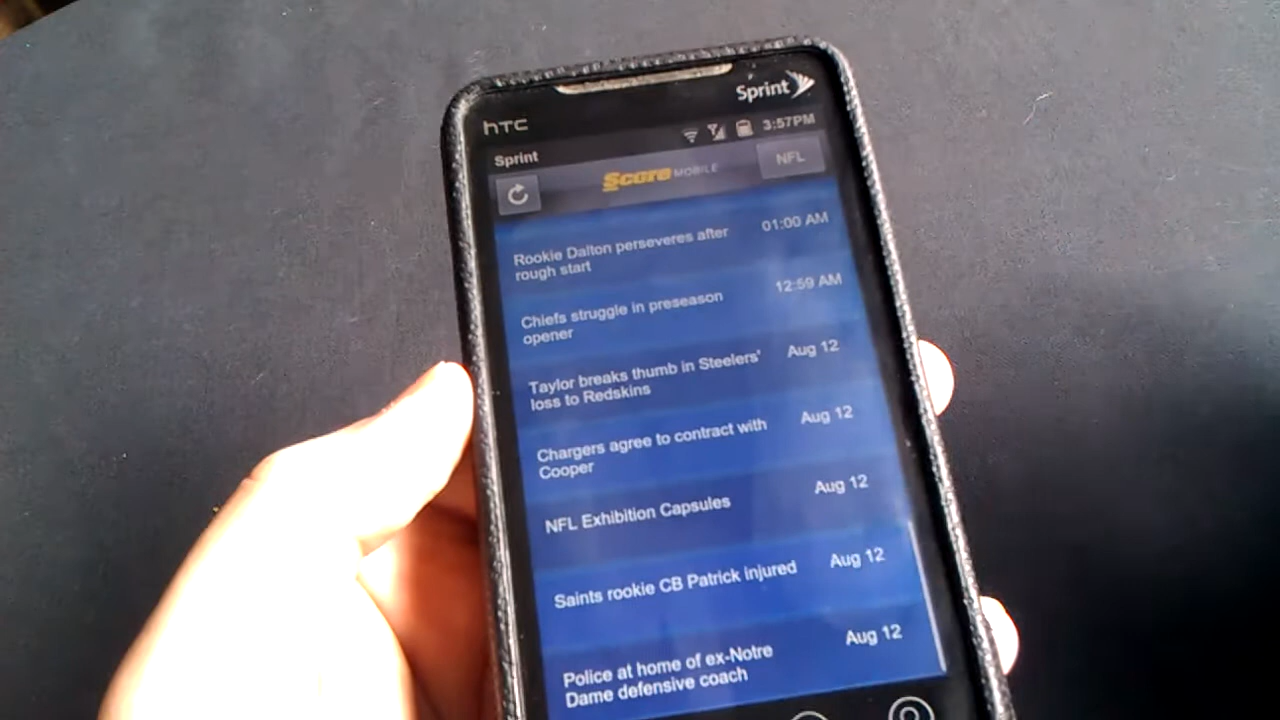 Sprint
hTC
3:57PM
Sprint
Score MOBILE
NFL
Rookie Dalton perseveres after
rough start
01:00 AM
Chiefs struggle in preseason
opener
12:59 AM
Taylor breaks thumb in Steelers'
loss to Redskins
Aug 12
Chargers agree to contract with
Cooper
Aug 12
NFL Exhibition Capsules
Aug 12
Saints rookie CB Patrick injured
Aug 12
Police at home of ex-Notre
Dame defensive coach
Aug 12